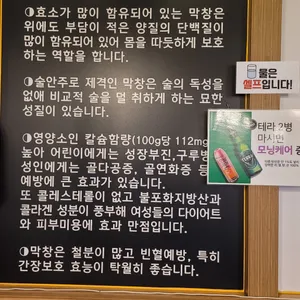 ◑효소가 많이 함유되어 있는 막창은
위에도 부담이 적은 양질의 단백질이
많이 함유되어 있어 몸을 따뜻하게 보호
하는 역할을 합니다.
◑술안주로 제격인 막창은 술의 독성을
없애 비교적 술을 덜 취하게 하는 묘한
성질이 있습니다.
◑영양소인 칼슘함량(100g당 112mg
높아 어린이에게는 성장부진,구루병
성인에게는 골다공증, 골연화증 등
예방에 큰 효과가 있습니다.
또 콜레스테롤이 없고 불포화지방산과
콜라겐 성분이 풍부해 여성들의 다이어트
와 피부미용에 효과 만점입니다.
◑막창은 철분이 많고 빈혈예방, 특히
간장보호 효능이 탁월히 좋습니다.
물은
셀프입니다!
테라 2병
마시면
모닝케어